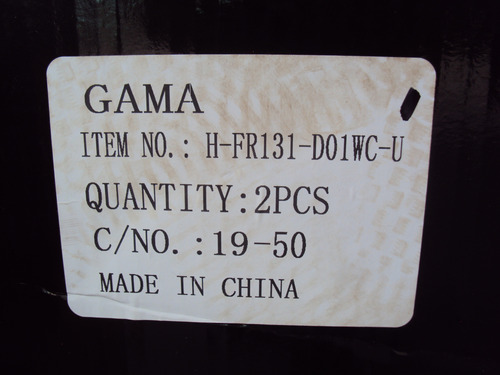 GAMA
ITEM NO.: H-FR131-D01WC-U
QUANTITY:2PCS
C/NO.:19-50
MADE IN CHINA